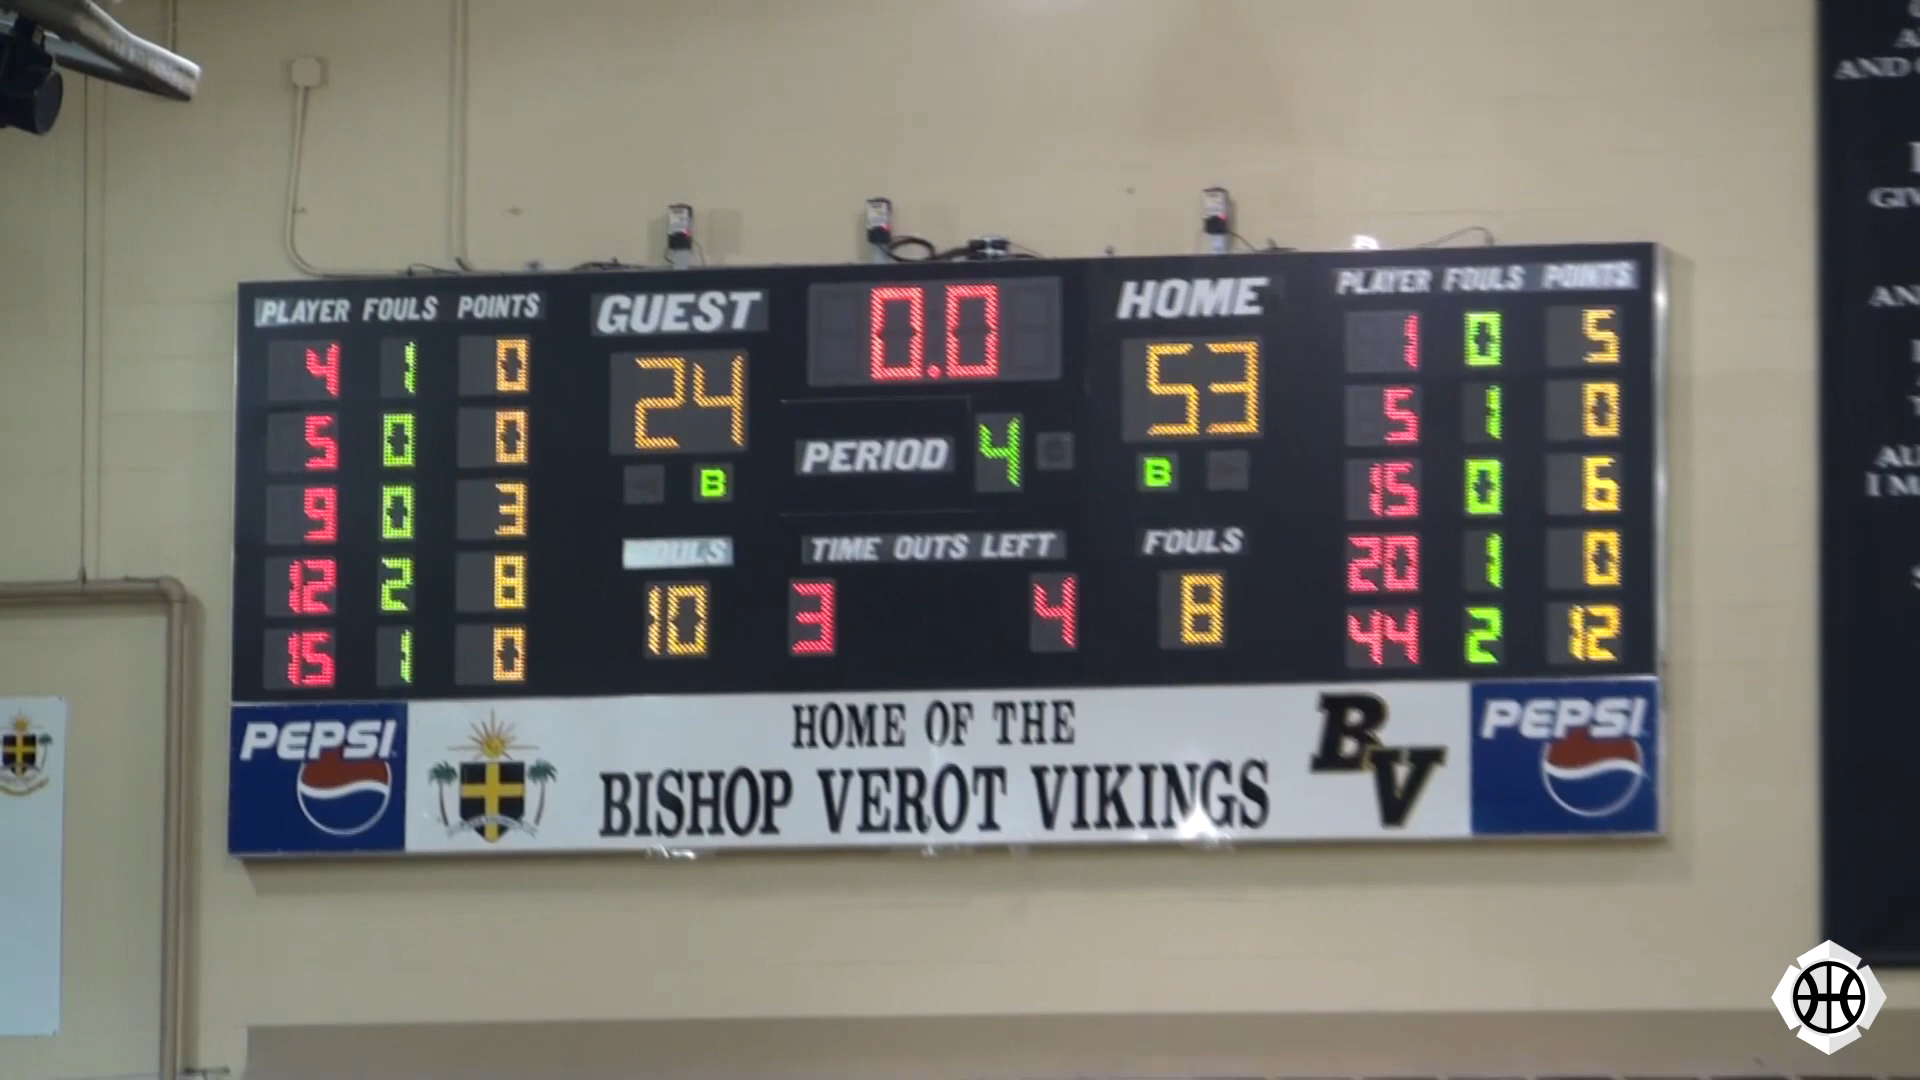 PLAYER FOULS POINTS
4 1 0
5 0 0
9 0 3
12 2 8
15 1 0
GUEST
24
B
FOULS
10
0.0
PERIOD 4
TIME OUTS LEFT
3 4
HOME
53
B
FOULS
8
PLAYER FOULS POINTS
1 0 5
5 1 0
15 0 6
20 1 0
44 2 12
PEPSI
HOME OF THE
BISHOP VEROT VIKINGS
BV
PEPSI
AND